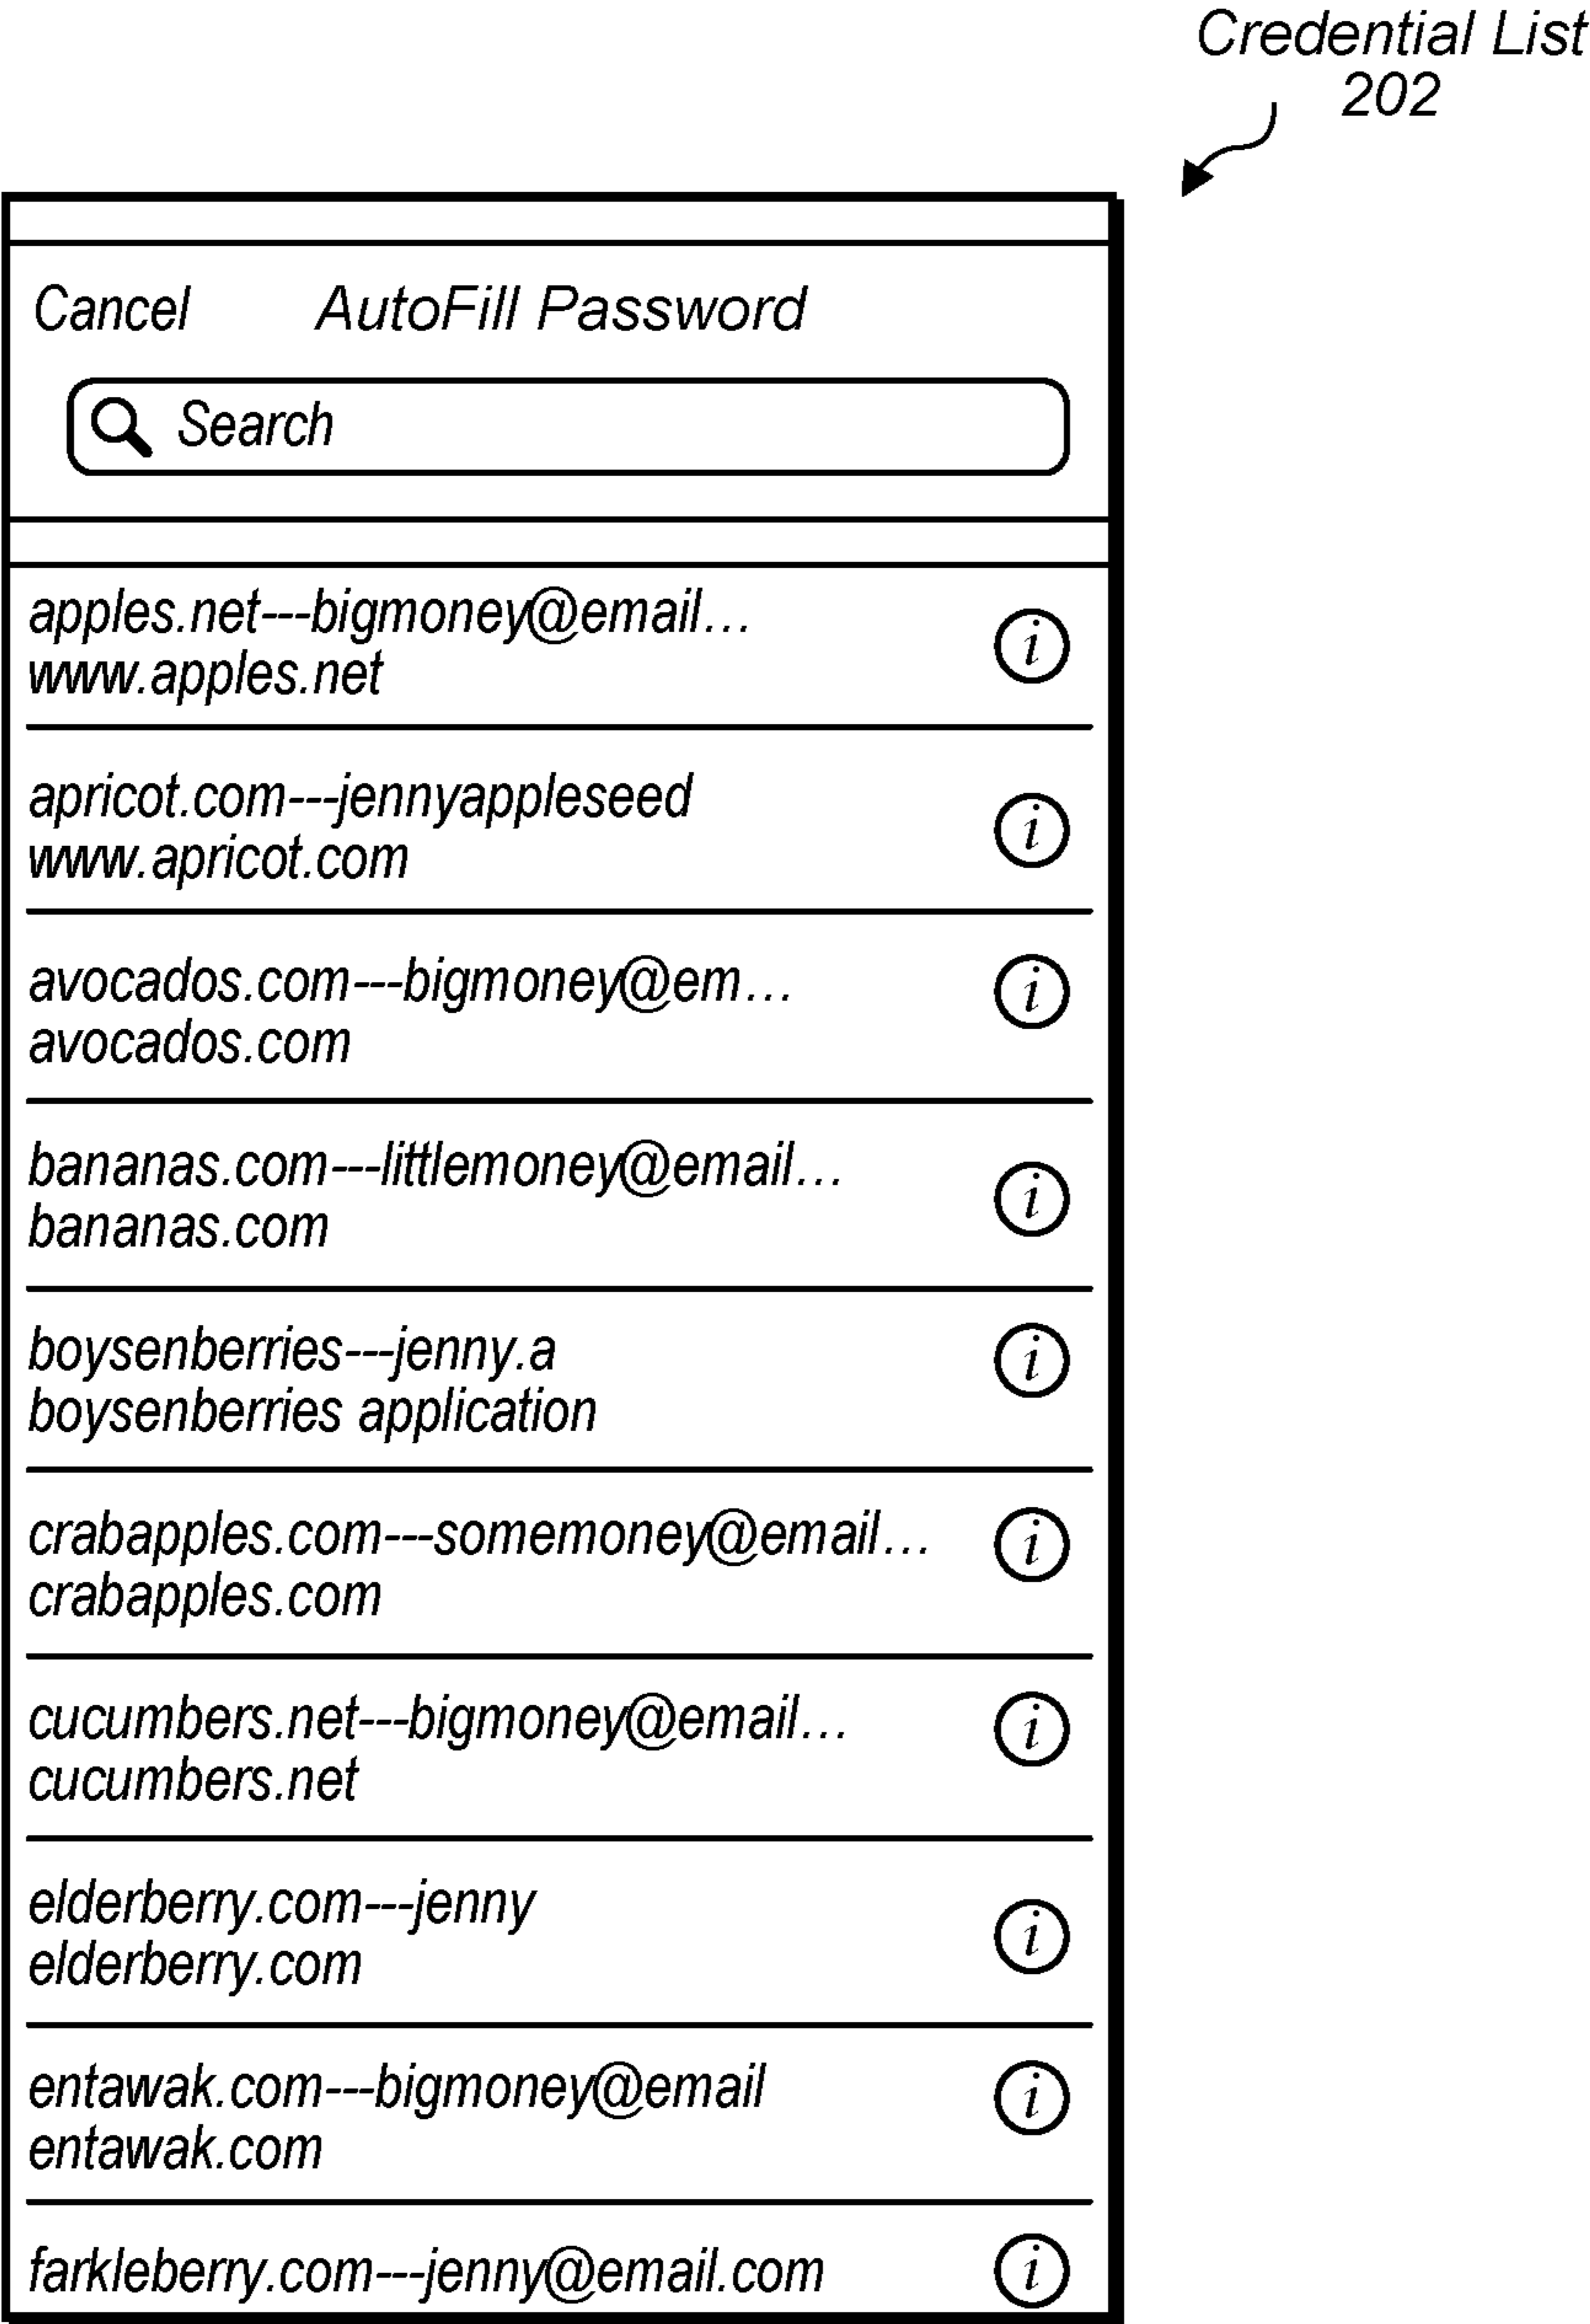 Credential List
202
Cancel AutoFill Password
Search
apples.net---bigmoney@email...
www.apples.net
i
apricot.com---jennyappleseed
www.apricot.com
i
avocados.com---bigmoney@em...
avocados.com
i
bananas.com---littlemoney@email...
bananas.com
i
boysenberries---jenny.a
boysenberries application
i
crabapples.com---somemoney@email...
crabapples.com
i
cucumbers.net---bigmoney@email...
cucumbers.net
i
elderberry.com---jenny
elderberry.com
i
entawak.com---bigmoney@email
entawak.com
i
farkleberry.com---jenny@email.com
i